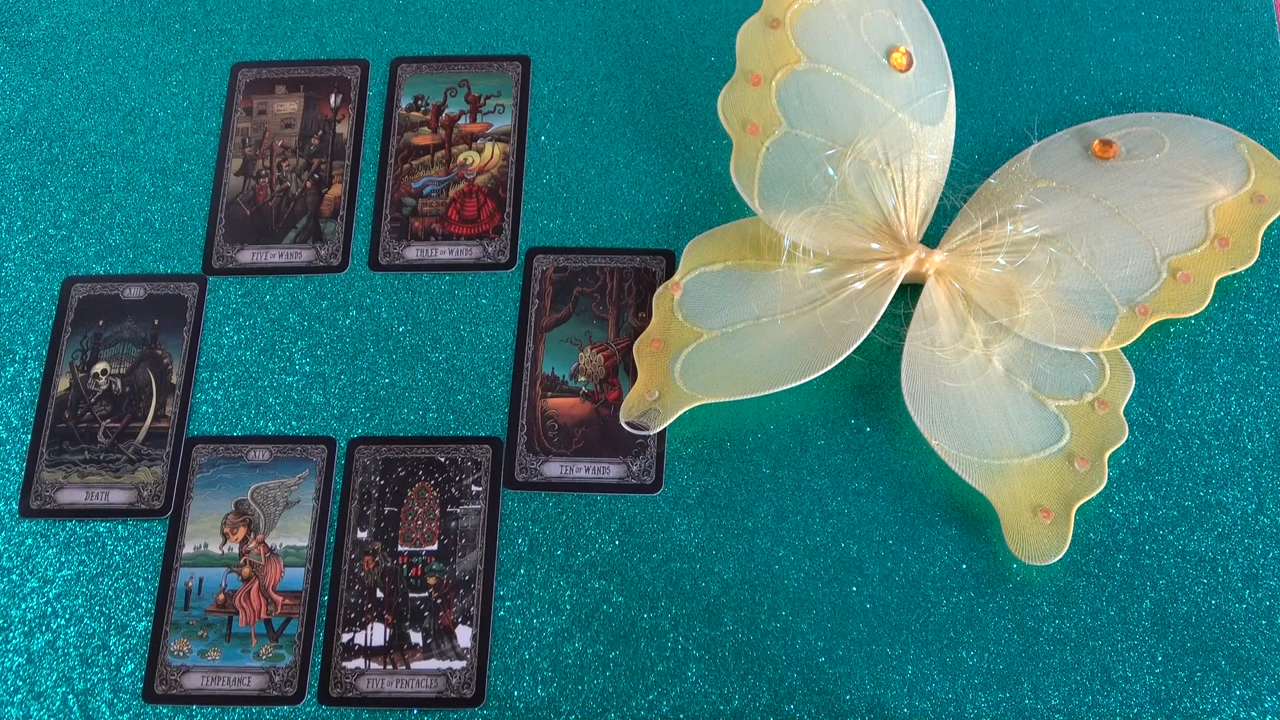 FIVE OF WANDS
THREE OF WANDS
XIII
DEATH
TEN OF WANDS
XIV
TEMPERANCE
FIVE OF PENTACLES